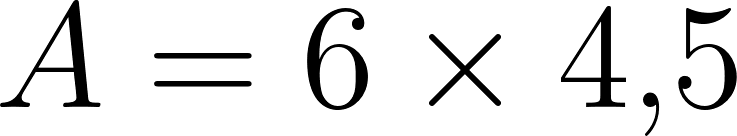 A = 6 × 4,5